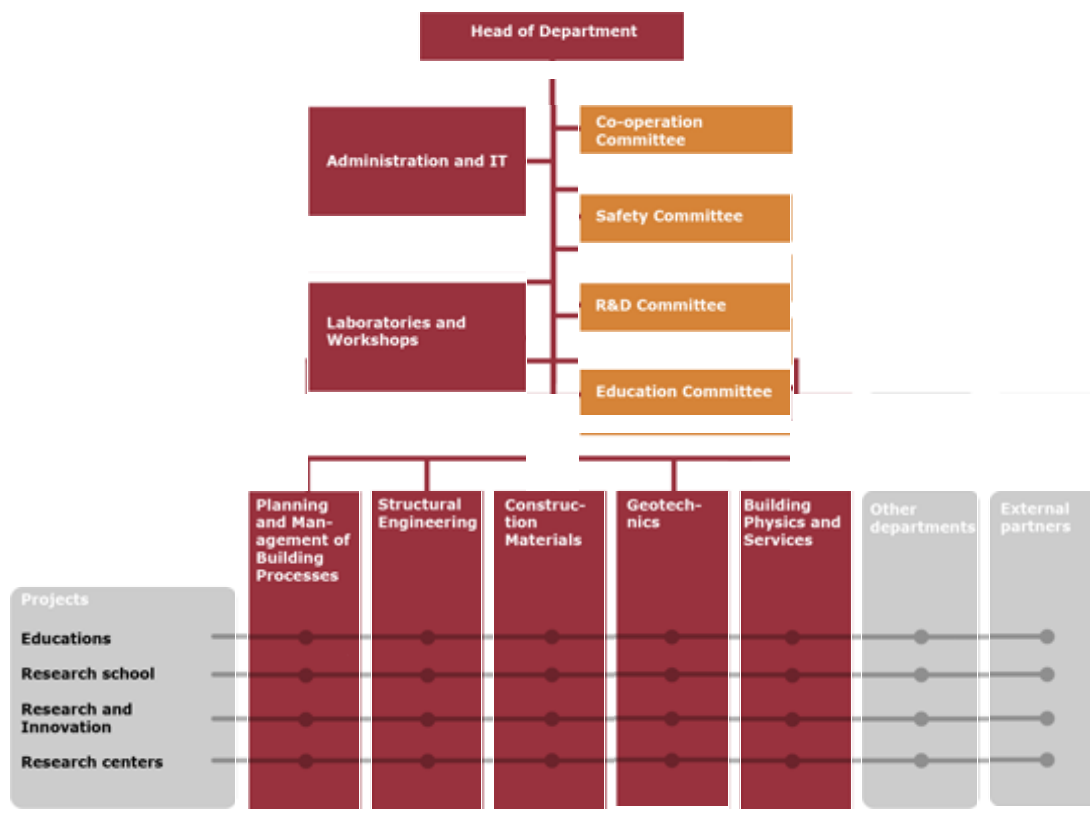 Head of Department
Co-operation
Committee
Administration and IT
Safety Committee
R&D Committee
Laboratories and
Workshops
Education Committee
Planning
and Man-
agement of
Building
Processes
Structural
Engineering
Construc-
tion
Materials
Geotech-
nics
Building
Physics and
Services
Other
departments
External
partners
Projects
Educations
Research school
Research and
Innovation
Research centers